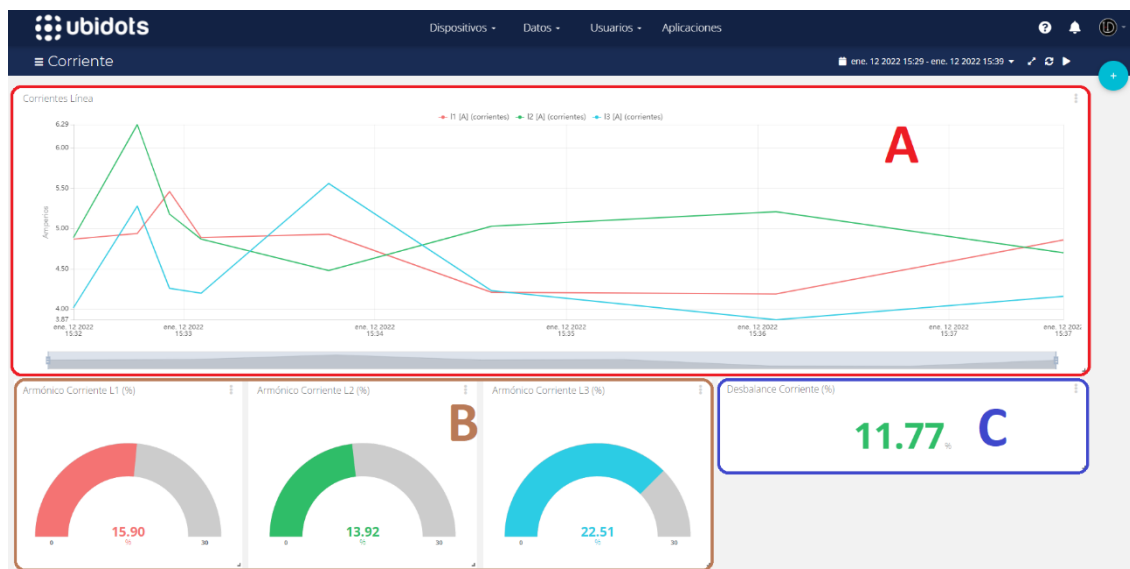 ubidots
Dispositivos Datos Usuarios Aplicaciones
Corriente
ene. 12 2022 15:29 - ene. 12 2022 15:39
Corrientes Línea
I1 [A] (corrientes) I2 [A] (corrientes) I3 [A] (corrientes)
A
6.29
6.00
5.50
5.00
4.50
4.00
3.87
Amperios
ene. 12 2022 ene. 12 2022 ene. 12 2022 ene. 12 2022 ene. 12 2022 ene. 12 2022 ene. 12 2022
15:32 15:33 15:34 15:35 15:36 15:37 15:37
Armónico Corriente L1 (%) Armónico Corriente L2 (%) Armónico Corriente L3 (%) Desbalance Corriente (%)
B
11.77 %
C
15.90 13.92 22.51
% % %
0 30 0 30 0 30